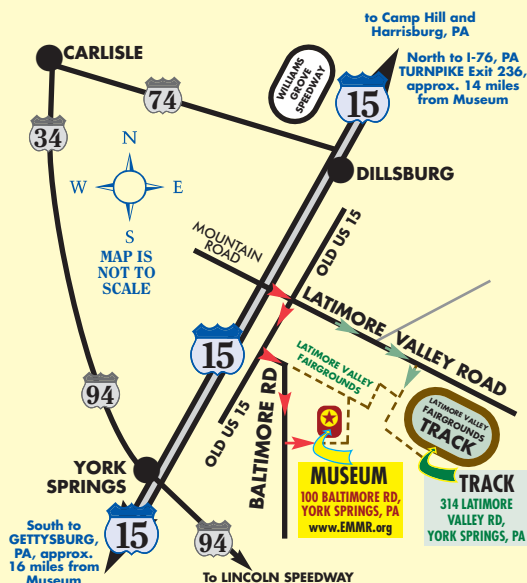 to Camp Hill and
Harrisburg, PA
North to I-76, PA
TURNPIKE Exit 236,
approx. 14 miles
from Museum
CARLISLE
74
WILLIAMS
GROVE
SPEEDWAY
15
34
DILLSBURG
N
W
E
S
MAP IS
NOT TO
SCALE
MOUNTAIN
ROAD
OLD US 15
LATIMORE VALLEY ROAD
15
LATIMORE VALLEY
FAIRGROUNDS
94
OLD US 15
BALTIMORE RD
LATIMORE VALLEY
FAIRGROUNDS
TRACK
YORK
SPRINGS
MUSEUM
100 BALTIMORE RD,
YORK SPRINGS, PA
www.EMMR.org
TRACK
314 LATIMORE
VALLEY RD,
YORK SPRINGS, PA
South to
GETTYSBURG,
PA, approx.
16 miles from
Museum
15
94
To LINCOLN SPEEDWAY